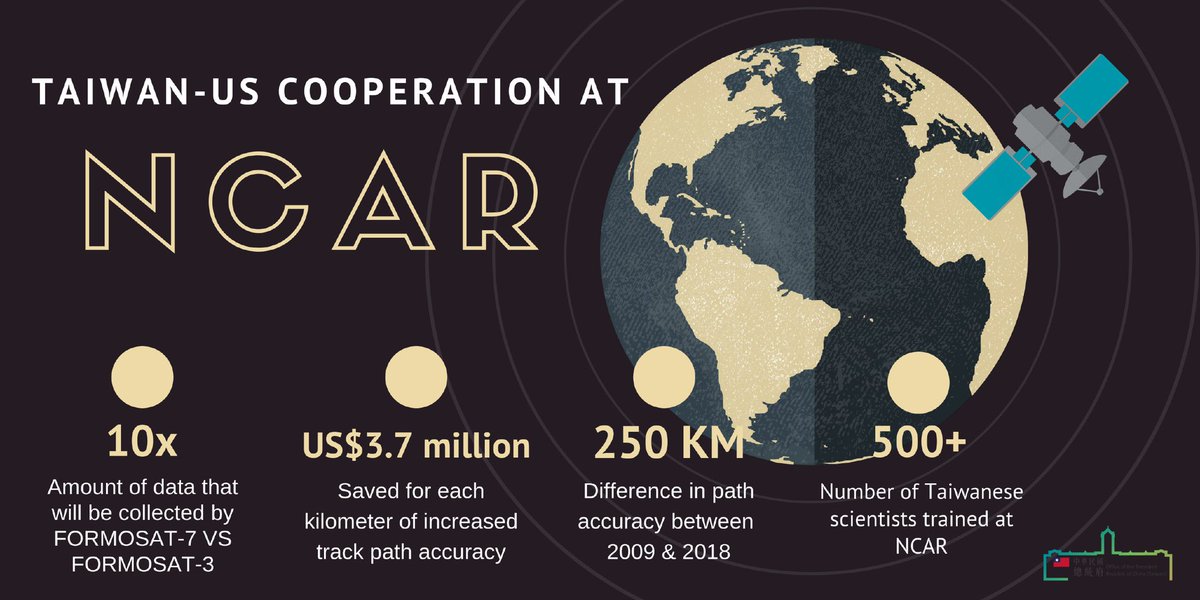 TAIWAN-US COOPERATION AT
NCAR
10x
Amount of data that
will be collected by
FORMOSAT-7 VS
FORMOSAT-3
US$3.7 million
Saved for each
kilometer of increased
track path accuracy
250 KM
Difference in path
accuracy between
2009 & 2018
500+
Number of Taiwanese
scientists trained at
NCAR
中華民國
總統府
Office of the President
Republic of China (Taiwan)